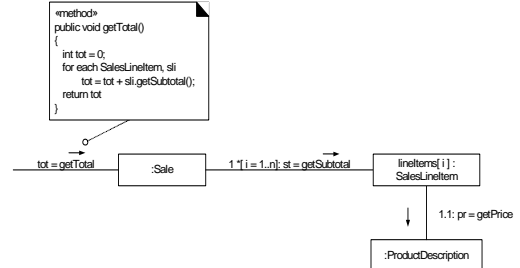 «method»
public void getTotal()
{
int tot = 0;
for each SalesLineItem, sli
tot = tot + sli.getSubtotal();
return tot
}
tot = getTotal
:Sale
1 *[ i = 1..n]: st = getSubtotal
lineItems[ i ] :
SalesLineItem
1.1: pr = getPrice
:ProductDescription